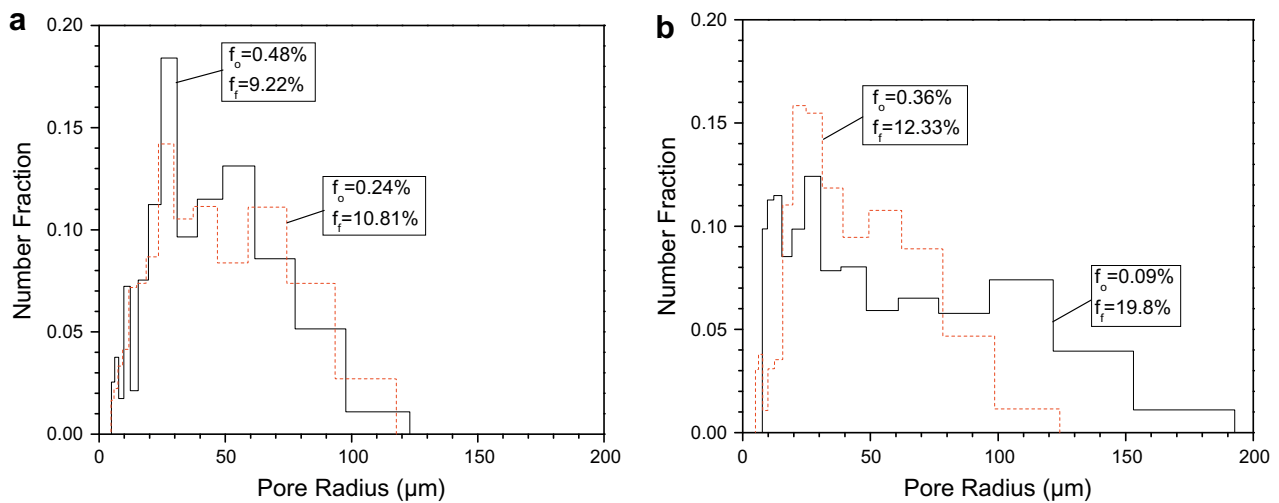 a
0.20
0.15
0.10
0.05
0.00
Number Fraction
f_o=0.48%
f_f=9.22%
f_o=0.24%
f_f=10.81%
0 50 100 150 200
Pore Radius (µm)
b
0.20
0.15
0.10
0.05
0.00
Number Fraction
f_o=0.36%
f_f=12.33%
f_o=0.09%
f_f=19.8%
0 50 100 150 200
Pore Radius (µm)